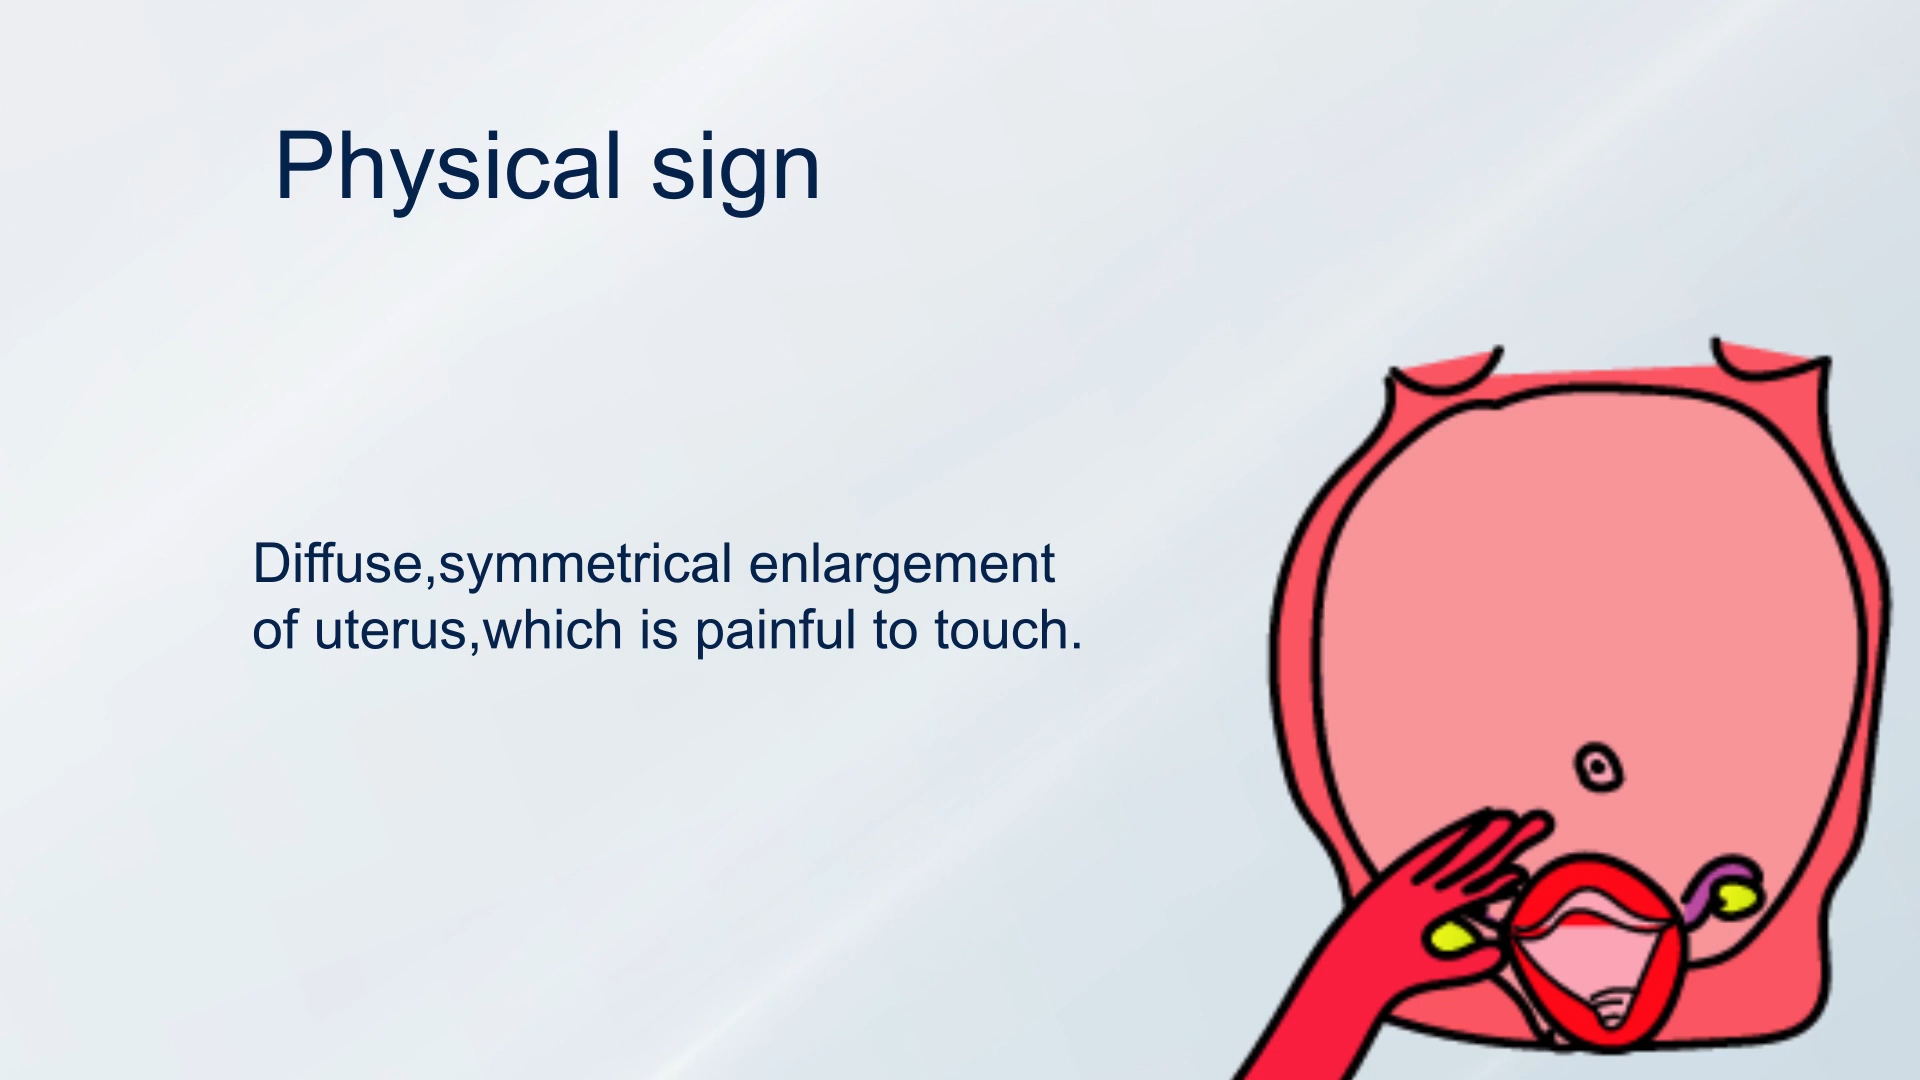 Physical sign
Diffuse,symmetrical enlargement
of uterus,which is painful to touch.